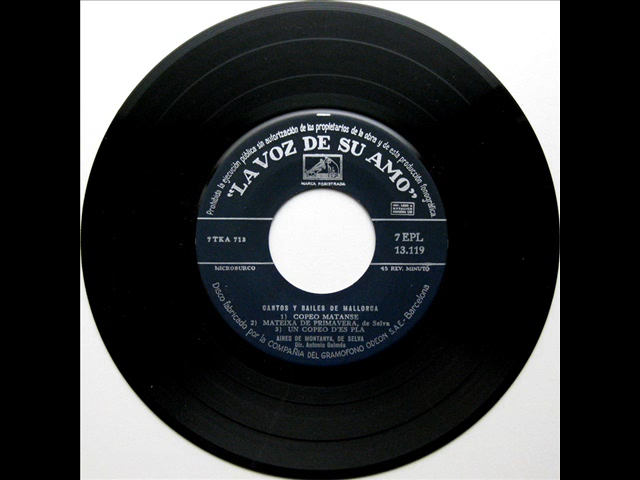 Prohibida la ejecución pública sin autorización de los propietarios de la obra y de esta producción fonográfica
"LA VOZ DE SU AMO"
MARCA REGISTRADA
7 TKA 713
7 EPL
13.119
MICROSURCO
45 REV. MINUTO
CANTOS Y BAILES DE MALLORCA
1) COPEO MATANSE
2) MATEIXA DE PRIMAVERA, de Selva
3) UN COPEO D'ES PLA
AIRES DE MONTANYA, DE SELVA
Dir. Antonio Galmés
Disco fabricado por la COMPAÑIA DEL GRAMOFONO ODEON S.A.E.-Barcelona